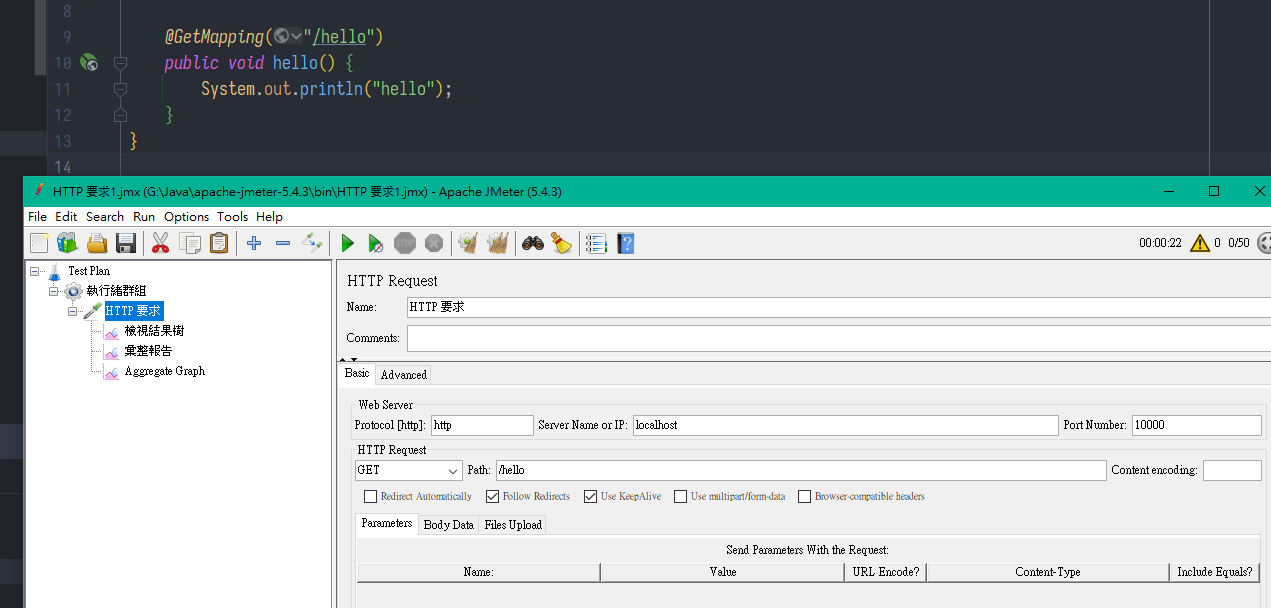 8
9 @GetMapping("/hello")
10 public void hello() {
11 System.out.println("hello");
12 }
13 }
14
HTTP 要求1.jmx (G:\Java\apache-jmeter-5.4.3\bin\HTTP 要求1.jmx) - Apache JMeter (5.4.3)
File Edit Search Run Options Tools Help
STOP ? 00:00:22 0 0/50
Test Plan
執行緒群組
HTTP 要求
檢視結果樹
彙整報告
Aggregate Graph
HTTP Request
Name: HTTP 要求
Comments:
Basic Advanced
Web Server
Protocol [http]: http Server Name or IP: localhost Port Number: 10000
HTTP Request
GET Path: /hello Content encoding:
Redirect Automatically Follow Redirects Use KeepAlive Use multipart/form-data Browser-compatible headers
Parameters Body Data Files Upload
Send Parameters With the Request:
Name: Value URL Encode? Content-Type Include Equals?